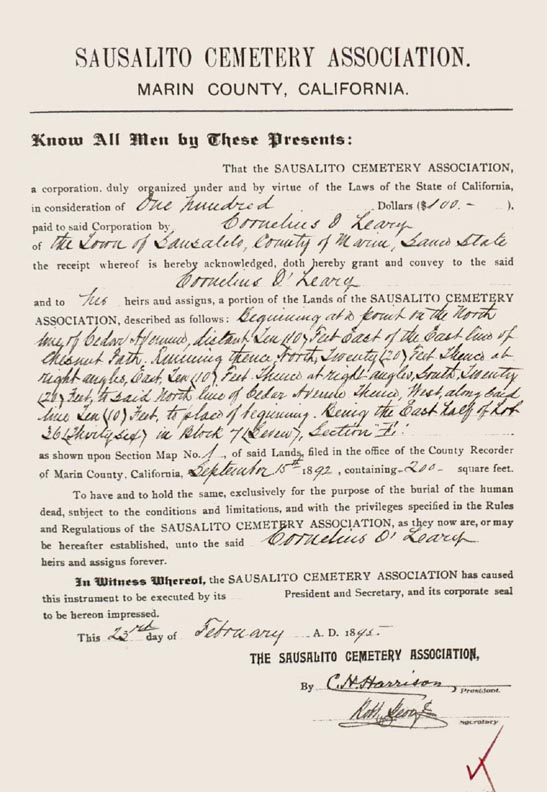 SAUSALITO CEMETERY ASSOCIATION.
MARIN COUNTY, CALIFORNIA.
Know All Men by These Presents:
That the SAUSALITO CEMETERY ASSOCIATION,
a corporation, duly organized under and by virtue of the Laws of the State of California,
in consideration of One hundred Dollars ($100.- ),
paid to said Corporation by Cornelius O'Leary
of the Town of Sausalito, County of Marin, Same State
the receipt whereof is hereby acknowledged, doth hereby grant and convey to the said
Cornelius O'Leary
and to his heirs and assigns, a portion of the Lands of the SAUSALITO CEMETERY
ASSOCIATION, described as follows: Beginning at a point on the North
line of Cedar Avenue, distant Ten (10) Feet East of the East line of
Chesnut Path. Running thence North, Twenty (20) Feet Thence at
right angles, East, Ten (10) Feet Thence at right angles, South, Twenty
(20) Feet, to said North line of Cedar Avenue Thence, West, along said
line Ten (10) Feet, to place of beginning. Being the East half of Lot
36 (Thirty six) in Block 7 (Seven), Section
as shown upon Section Map No. 1, of said Lands, filed in the office of the County Recorder
of Marin County, California, September 15th 1892, containing -200- square feet.
To have and to hold the same, exclusively for the purpose of the burial of the human
dead, subject to the conditions and limitations, and with the privileges specified in the Rules
and Regulations of the SAUSALITO CEMETERY ASSOCIATION, as they now are, or may
be hereafter established, unto the said Cornelius O'Leary
heirs and assigns forever.
In Witness Whereof, the SAUSALITO CEMETERY ASSOCIATION has caused
this instrument to be executed by its President and Secretary, and its corporate seal
to be hereon impressed.
This 23rd day of February A. D. 1895.
THE SAUSALITO CEMETERY ASSOCIATION,
By C. H. Harrison, President.
Secretary